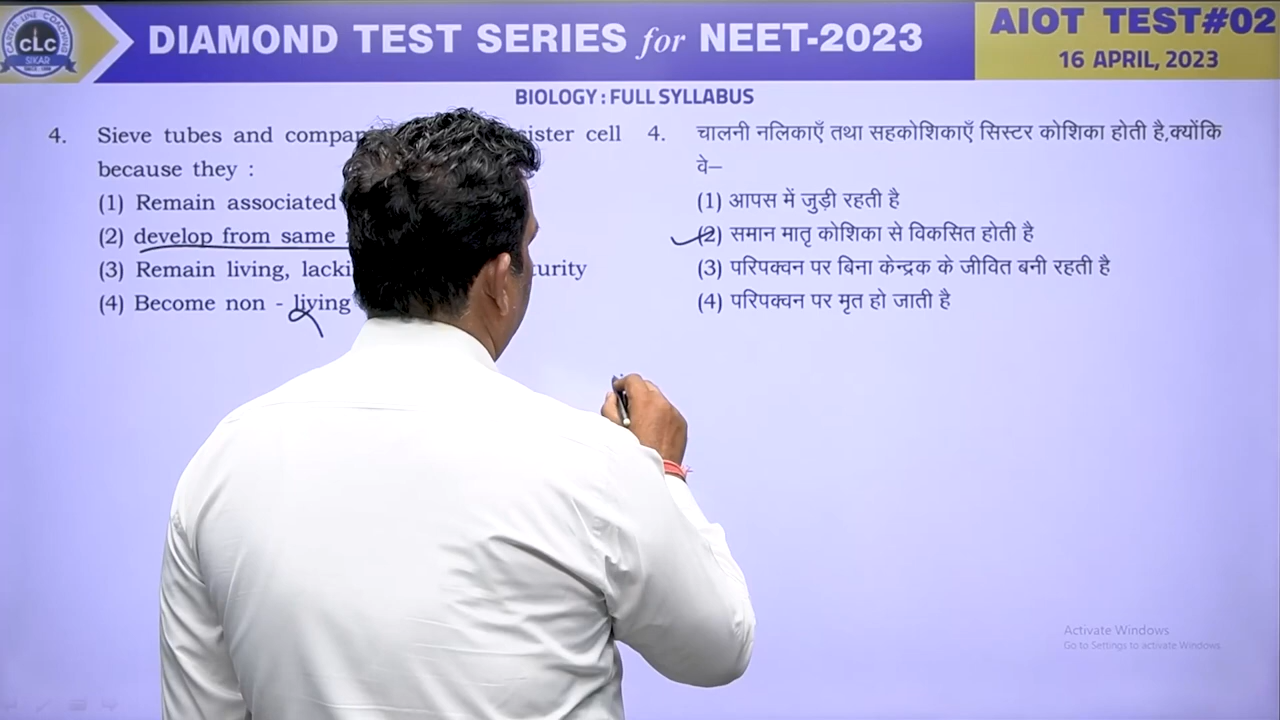 CAREER LINE COACHING
CLC
SIKAR
DIAMOND TEST SERIES for NEET-2023
AIOT TEST#02
16 APRIL, 2023
BIOLOGY : FULL SYLLABUS
4. Sieve tubes and sister cell
because they :
(1) Remain associated
(2) develop from same
(3) Remain living,
(4) Become non - living
4. चालनी नलिकाएँ तथा सहकोशिकाएँ सिस्टर कोशिका होती है,क्योंकि
वे–
(1) आपस में जुड़ी रहती है
(2) समान मातृ कोशिका से विकसित होती है
(3) परिपक्वन पर बिना केन्द्रक के जीवित बनी रहती है
(4) परिपक्वन पर मृत हो जाती है
Activate Windows
Go to Settings to activate Windows.